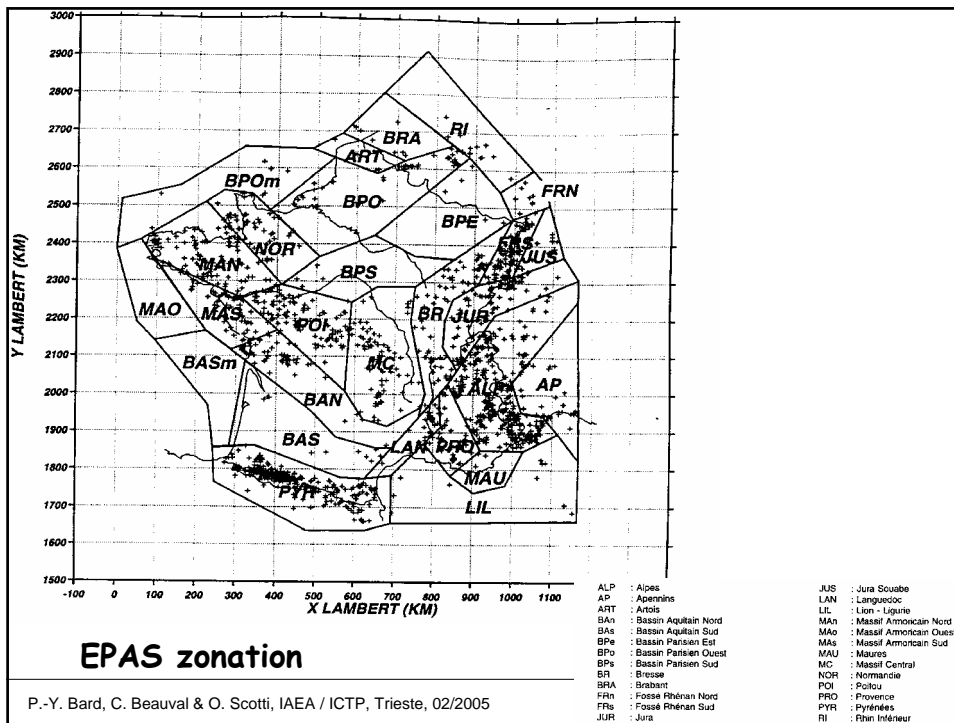 3000
2900
2800
2700
2600
2500
2400
2300
2200
2100
2000
1900
1800
1700
1600
1500
Y LAMBERT (KM)
-100 0 100 200 300 400 500 600 700 800 900 1000 1100
X LAMBERT (KM)
BRA
RI
ART
BPOm
FRN
BPO
BPE
NOR
FRS
JUS
MAN
BPS
MAO
MAS
POI
BR
JUR
BASm
MC
AP
BAN
BAS
LAN
PRO
PYR
MAU
LIL
ALP : Alpes
AP : Apennins
ART : Artois
BAn : Bassin Aquitain Nord
BAs : Bassin Aquitain Sud
BPe : Bassin Parisien Est
BPo : Bassin Parisien Ouest
BPs : Bassin Parisien Sud
BR : Bresse
BRA : Brabant
FRn : Fossé Rhénan Nord
FRs : Fossé Rhénan Sud
JUR : Jura
JUS : Jura Souabe
LAN : Languedoc
LIL : Lion - Ligurie
MAn : Massif Armoricain Nord
MAo : Massif Armoricain Ouest
MAs : Massif Armoricain Sud
MAU : Maures
MC : Massif Central
NOR : Normandie
POI : Poitou
PRO : Provence
PYR : Pyrénées
RI : Rhin Inférieur
EPAS zonation
P.-Y. Bard, C. Beauval & O. Scotti, IAEA / ICTP, Trieste, 02/2005